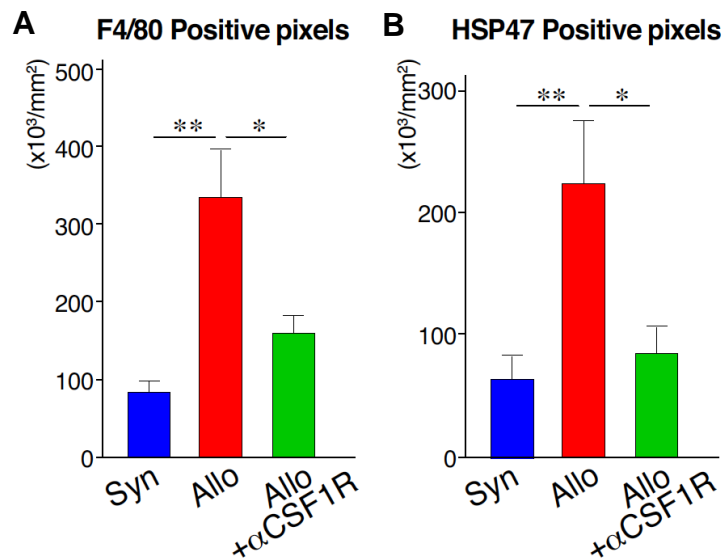 A
F4/80 Positive pixels
(x10³/mm²)
500
400
300
200
100
0
**
*
Syn
Allo
Allo
+αCSF1R
B
HSP47 Positive pixels
(x10³/mm²)
300
200
100
0
**
*
Syn
Allo
Allo
+αCSF1R